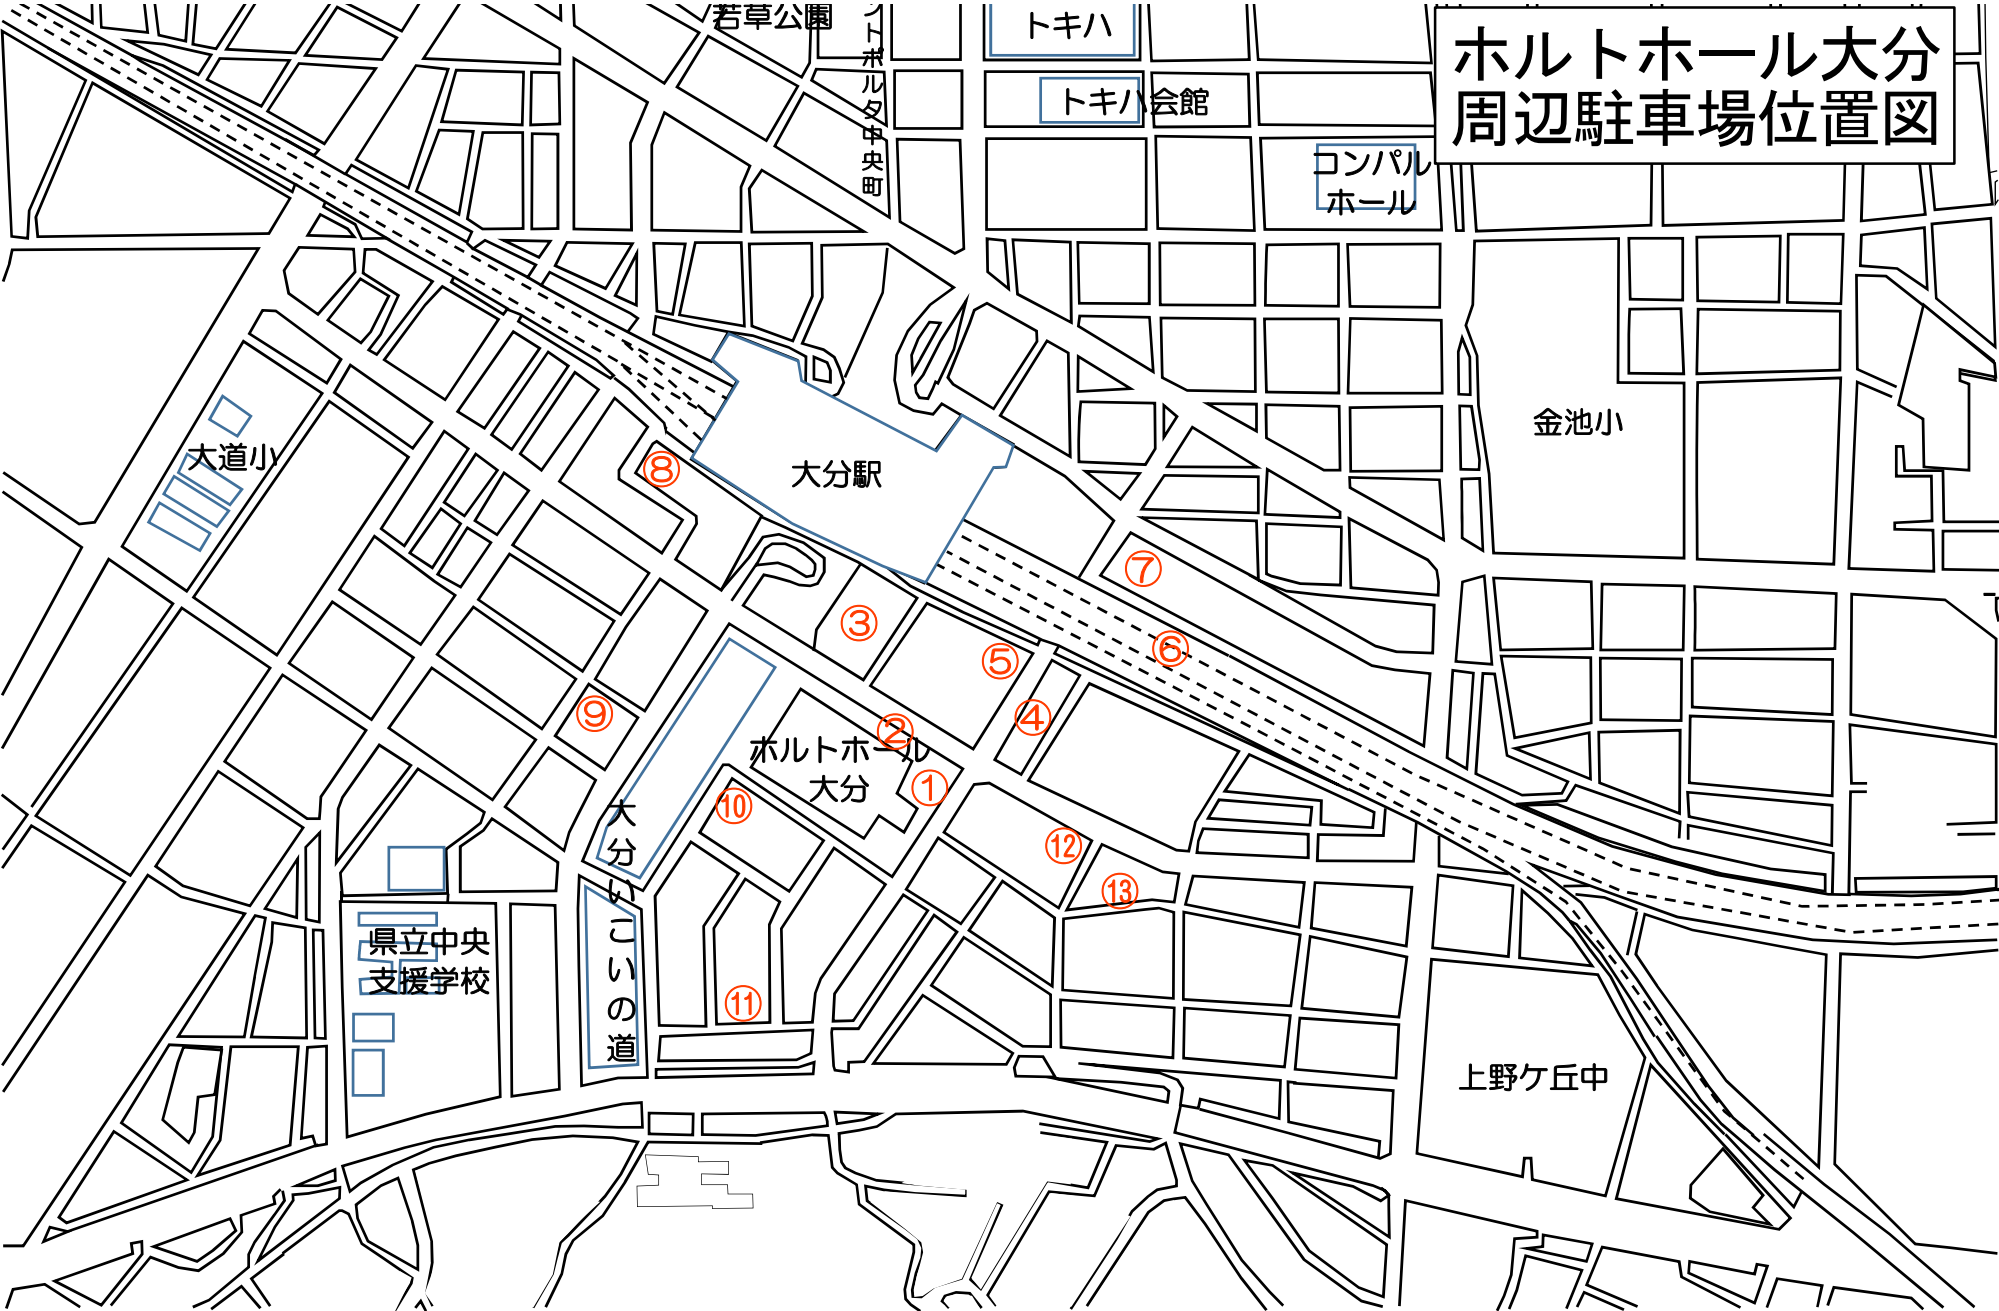 若草公園
ントポルタ中央町
トキハ
トキハ会館
ホルトホール大分
周辺駐車場位置図
コンパル
ホール
金池小
大道小
⑧
大分駅
⑦
③
⑤
⑥
⑨
②
④
ホルトホール
大分
①
⑩
大分いこいの道
⑫
⑬
県立中央
支援学校
⑪
上野ケ丘中